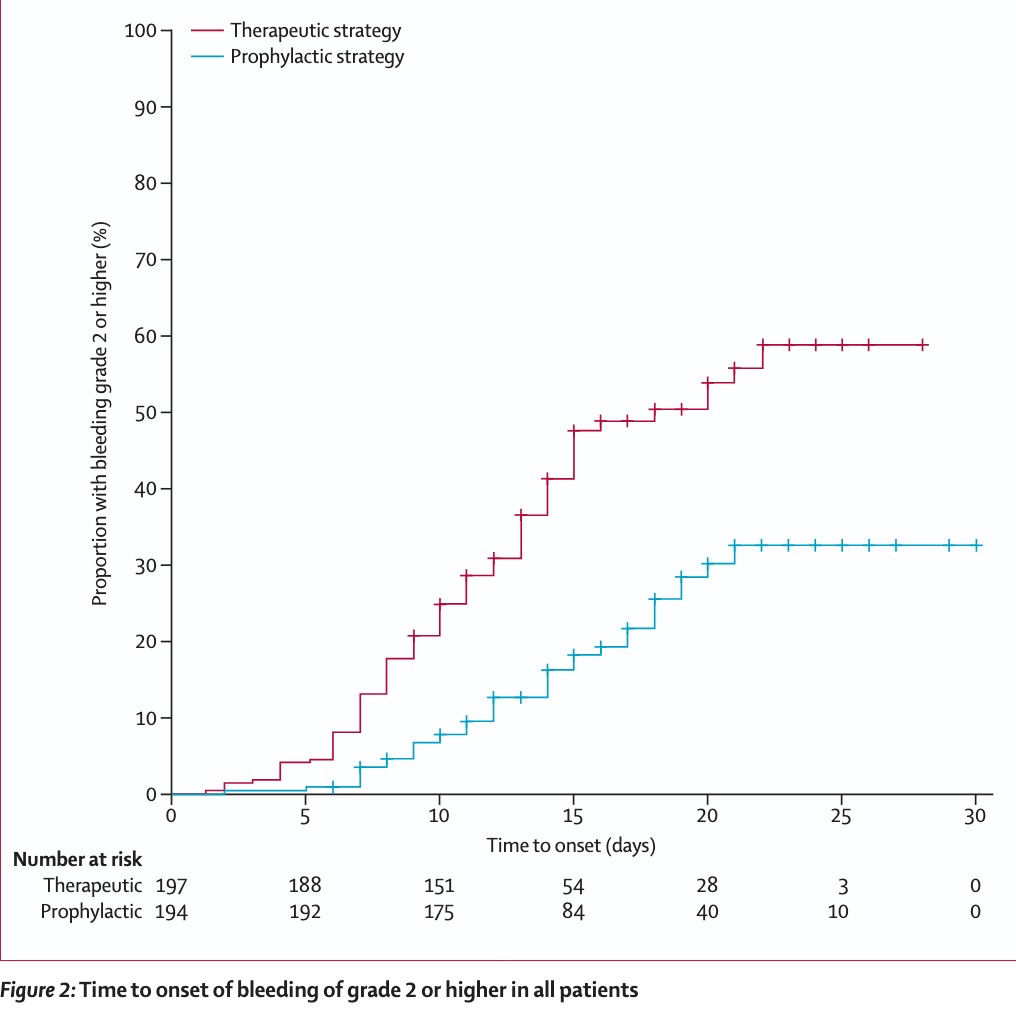 Therapeutic strategy
Prophylactic strategy
100
90
80
70
60
50
40
30
20
10
0
Proportion with bleeding grade 2 or higher (%)
0 5 10 15 20 25 30
Time to onset (days)
Number at risk
Therapeutic 197 188 151 54 28 3 0
Prophylactic 194 192 175 84 40 10 0
Figure 2: Time to onset of bleeding of grade 2 or higher in all patients